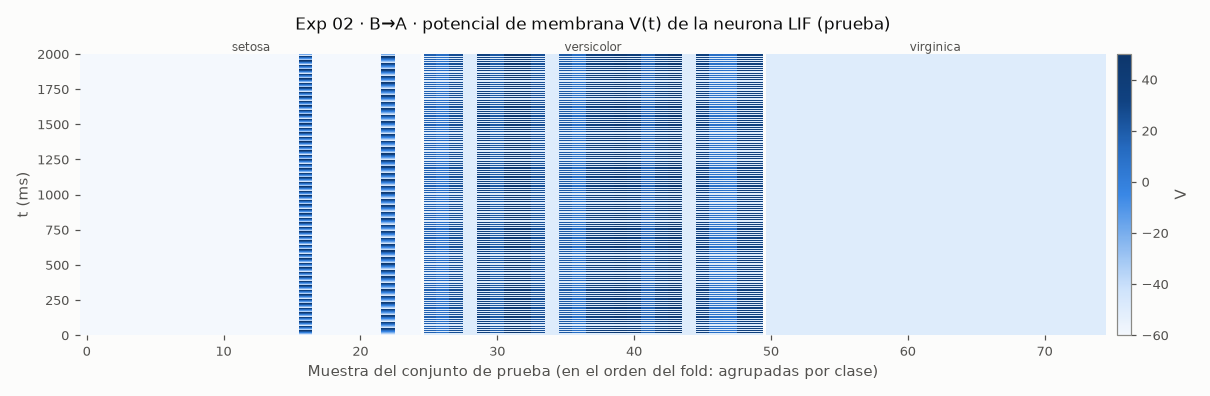 Exp 02 · B→A · potencial de membrana V(t) de la neurona LIF (prueba)
setosa versicolor virginica
2000
1750
1500
1250
1000
750
500
250
0
t (ms)
0 10 20 30 40 50 60 70
Muestra del conjunto de prueba (en el orden del fold: agrupadas por clase)
40
20
0
−20
−40
−60
V